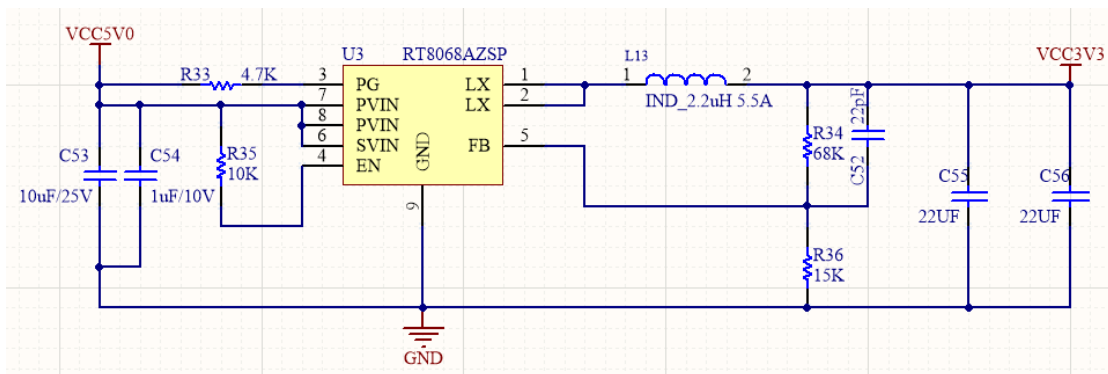 VCC5V0
U3 RT8068AZSP
L13
VCC3V3
R33 4.7K
3 PG
7 PVIN
8 PVIN
6 SVIN
4 EN
GND
9
LX 1
LX 2
FB 5
1 2
IND_2.2uH 5.5A
C53
10uF/25V
C54
1uF/10V
R35
10K
R34
68K
22pF
C52
R36
15K
C55
22UF
C56
22UF
GND